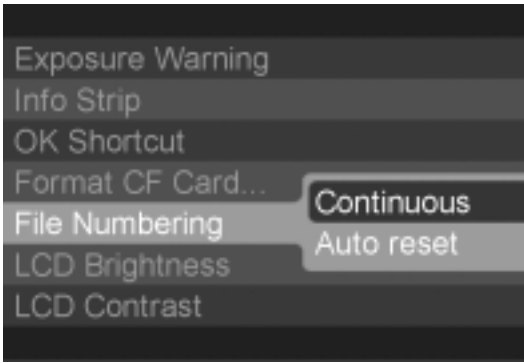 Exposure Warning
Info Strip
OK Shortcut
Format CF Card...
File Numbering
LCD Brightness
LCD Contrast
Continuous
Auto reset